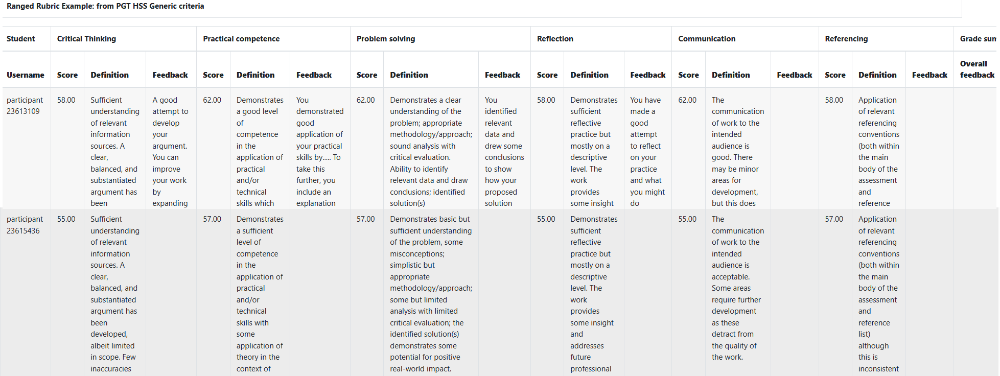 Ranged Rubric Example: from PGT HSS Generic criteria
Student
Critical Thinking
Practical competence
Problem solving
Reflection
Communication
Referencing
Grade sum
Username
Score
Definition
Feedback
Score
Definition
Feedback
Score
Definition
Feedback
Score
Definition
Feedback
Score
Definition
Feedback
Score
Definition
Feedback
Overall
feedback
participant
23613109
58.00
Sufficient
understanding
of relevant
information
sources. A
clear,
balanced, and
substantiated
argument has
been
A good
attempt to
develop
your
argument.
You can
improve
your work
by
expanding
62.00
Demonstrates
a good level
of
competence
in the
application of
practical
and/or
technical
skills which
You
demonstrated
good
application of
your practical
skills by..... To
take this
further, you
include an
explanation
62.00
Demonstrates a clear
understanding of the
problem; appropriate
methodology/approach;
sound analysis with
critical evaluation.
Ability to identify
relevant data and draw
conclusions; identified
solution(s)
You
identified
relevant
data and
drew some
conclusions
to show
how your
proposed
solution
58.00
Demonstrates
sufficient
reflective
practice but
mostly on a
descriptive
level. The
work
provides
some insight
You have
made a
good
attempt
to reflect
on your
practice
and what
you might
do
62.00
The
communication
of work to the
intended
audience is
good. There
may be minor
areas for
development,
but this does
58.00
Application
of relevant
referencing
conventions
(both within
the main
body of the
assessment
and
reference
participant
23615436
55.00
Sufficient
understanding
of relevant
information
sources. A
clear,
balanced, and
substantiated
argument has
been
developed,
albeit limited
in scope. Few
inaccuracies
57.00
Demonstrates
a sufficient
level of
competence
in the
application of
practical
and/or
technical
skills with
some
application of
theory in the
context of
57.00
Demonstrates basic but
sufficient understanding
of the problem, some
misconceptions;
simplistic but
appropriate
methodology/approach;
some but limited
analysis with limited
critical evaluation; the
identified solution(s)
demonstrates some
potential for positive
real-world impact.
55.00
Demonstrates
sufficient
reflective
practice but
mostly on a
descriptive
level. The
work
provides
some insight
and
addresses
future
professional
55.00
The
communication
of work to the
intended
audience is
acceptable.
Some areas
require further
development
as these
detract from
the quality of
the work.
57.00
Application
of relevant
referencing
conventions
(both within
the main
body of the
assessment
and
reference
list)
although
this is
inconsistent